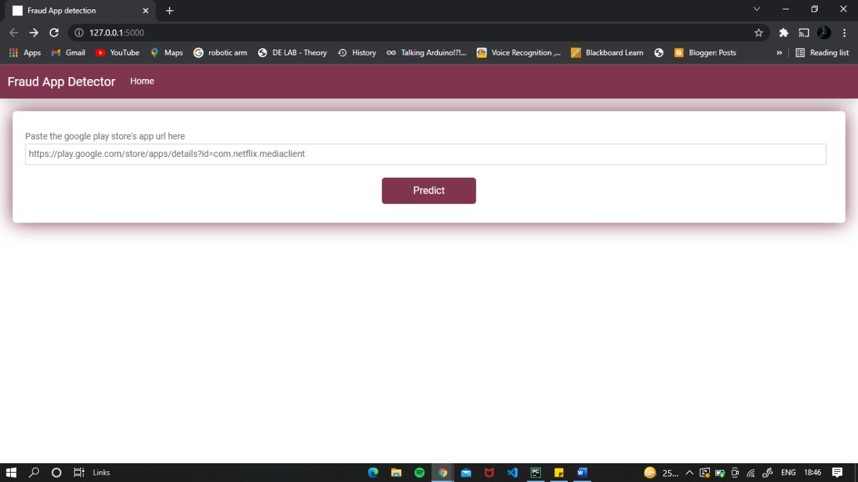 Fraud App detection
127.0.0.1:5000
Apps Gmail YouTube Maps robotic arm DE LAB - Theory History Talking Arduino!?!... Voice Recognition ,... Blackboard Learn Blogger: Posts » Reading list
Fraud App Detector Home
Paste the google play store's app url here
https://play.google.com/store/apps/details?id=com.netflix.mediaclient
Predict
Links 25... ENG 18:46